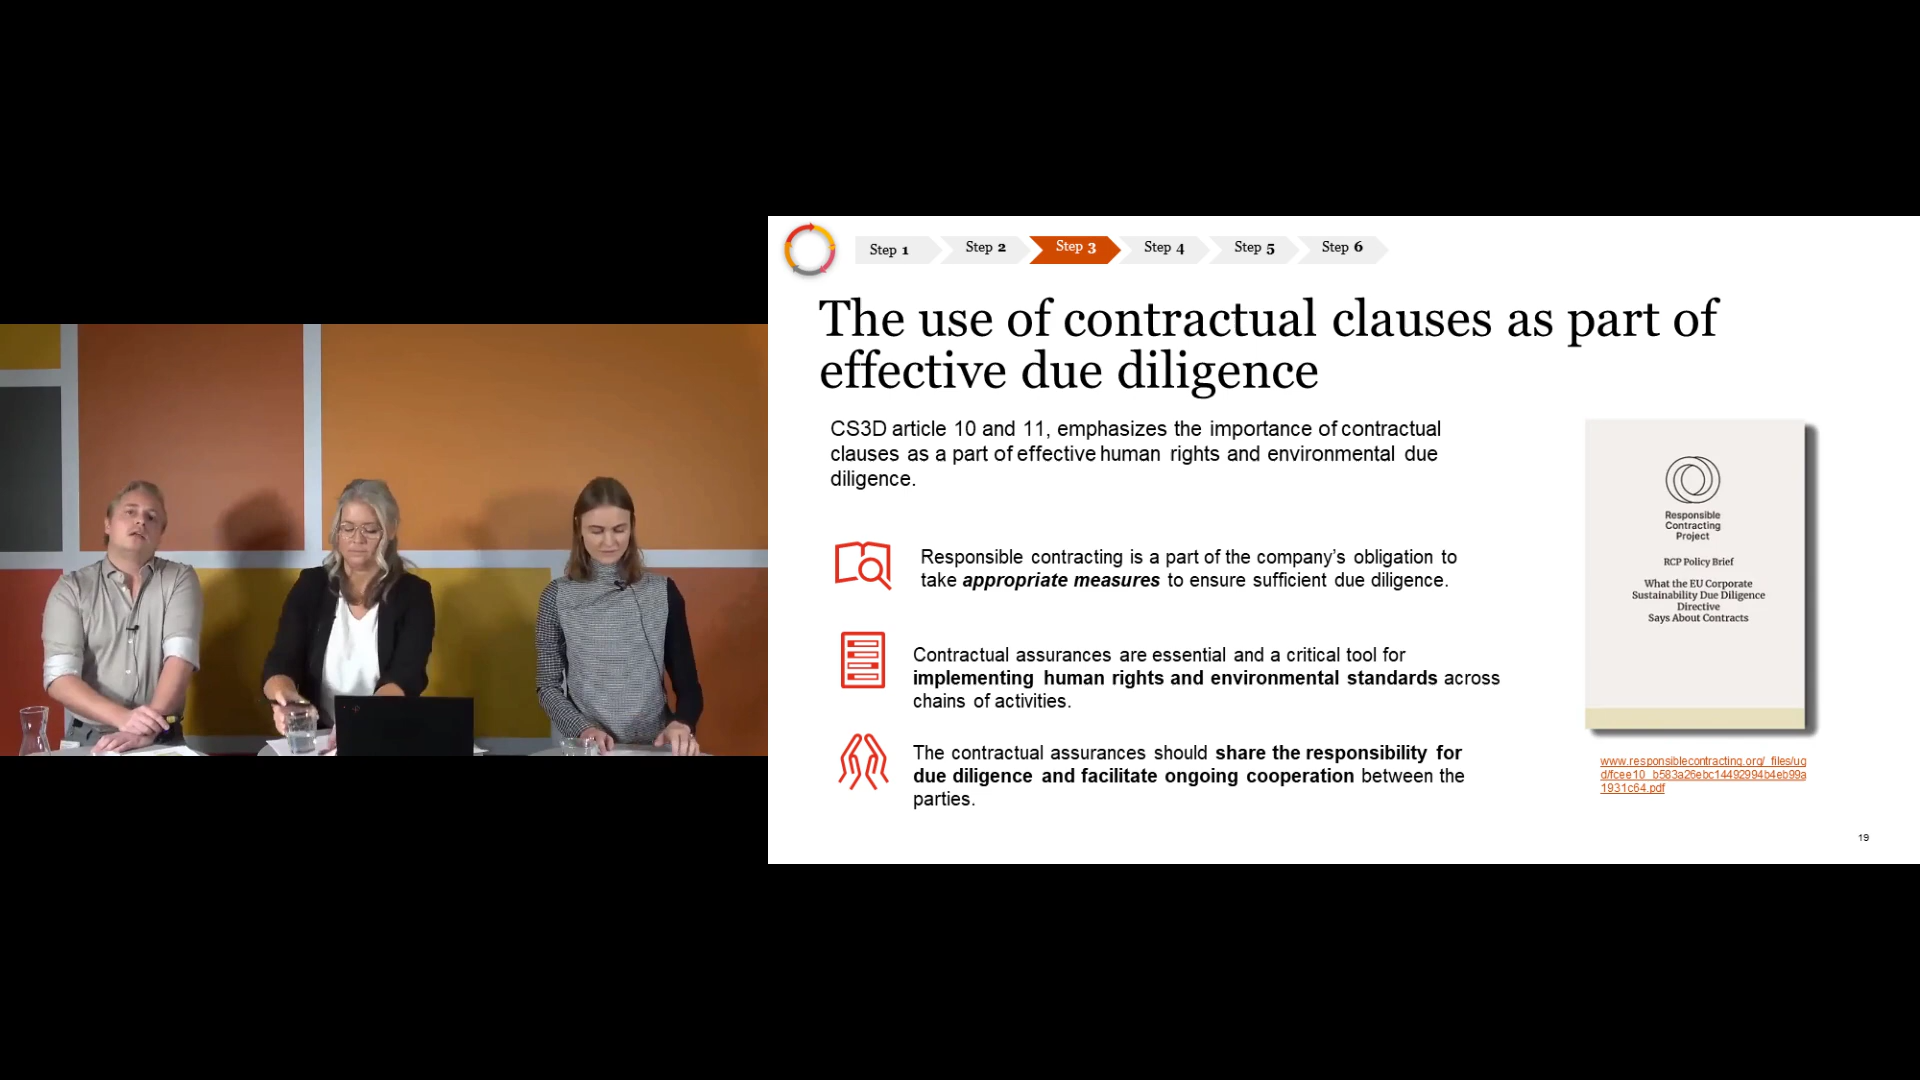 Step 1
Step 2
Step 3
Step 4
Step 5
Step 6
The use of contractual clauses as part of
effective due diligence
CS3D article 10 and 11, emphasizes the importance of contractual
clauses as a part of effective human rights and environmental due
diligence.
Responsible contracting is a part of the company’s obligation to
take appropriate measures to ensure sufficient due diligence.
Contractual assurances are essential and a critical tool for
implementing human rights and environmental standards across
chains of activities.
The contractual assurances should share the responsibility for
due diligence and facilitate ongoing cooperation between the
parties.
Responsible
Contracting
Project
RCP Policy Brief
What the EU Corporate
Sustainability Due Diligence
Directive
Says About Contracts
www.responsiblecontracting.org/_files/ug
d/fcee10_b583a26ebc14492994b4eb99a
1931c64.pdf
19